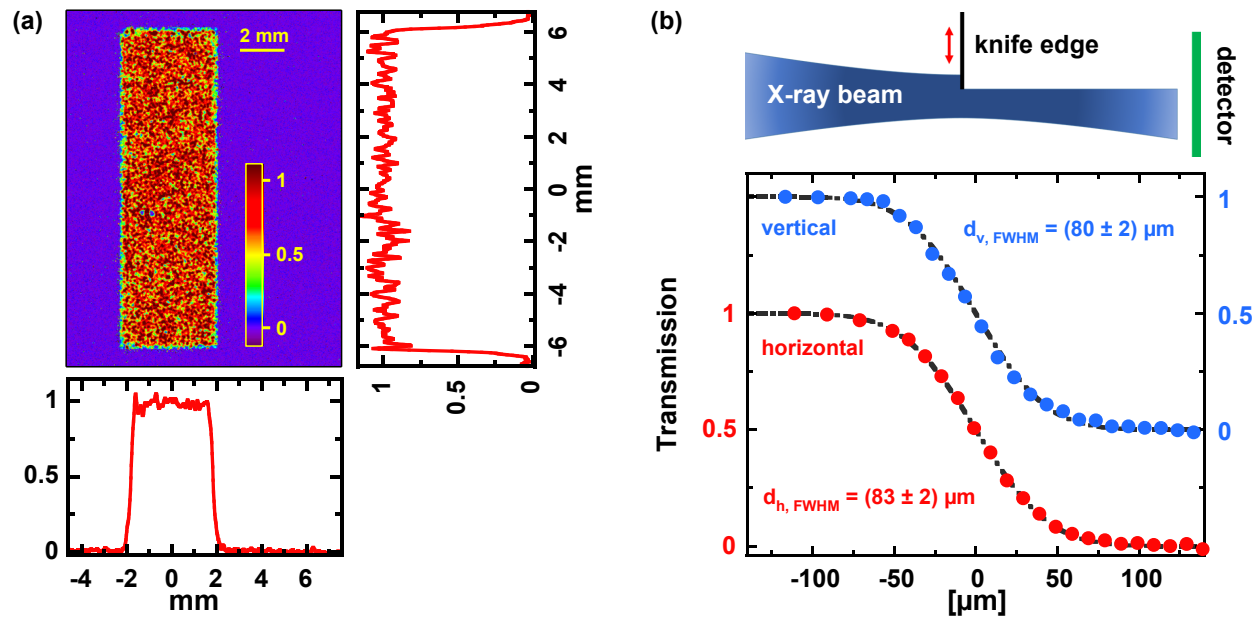 (a)
2 mm
1
0.5
0
6
4
2
0
-2
-4
-6
mm
1
0.5
0
1
0.5
0
-4
-2
0
2
4
6
mm
(b)
knife edge
X-ray beam
detector
1
vertical
d_v, FWHM = (80 ± 2) µm
1
0.5
horizontal
Transmission
0.5
0
d_h, FWHM = (83 ± 2) µm
0
-100
-50
0
50
100
[µm]